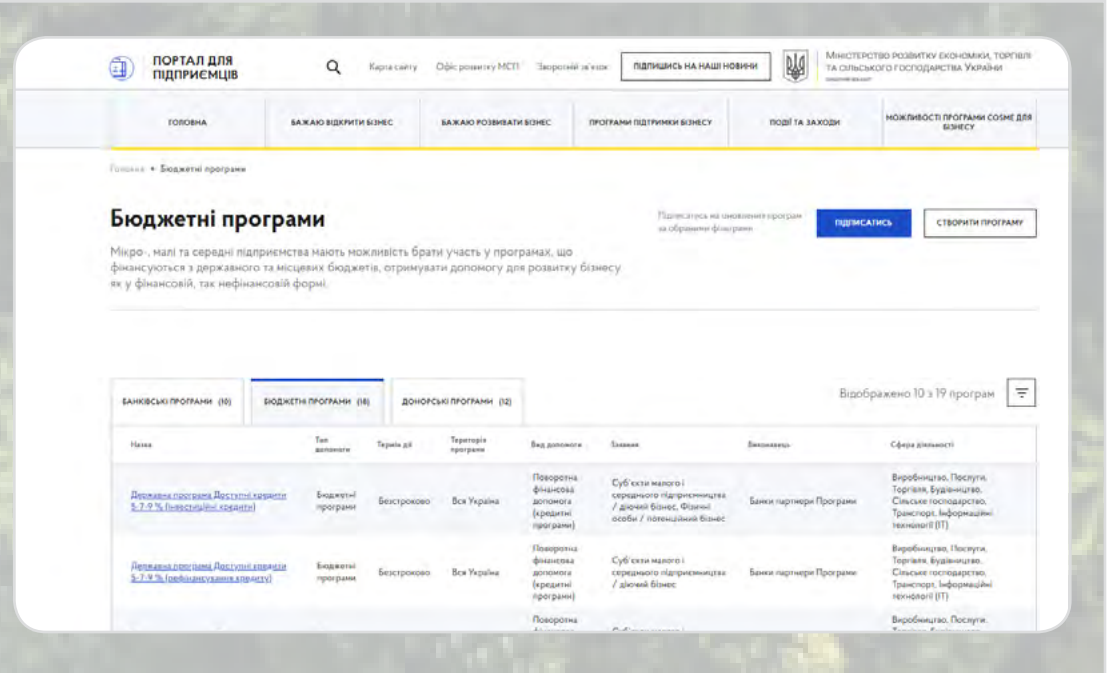 ПОРТАЛ ДЛЯ
ПІДПРИЄМЦІВ
Карта сайту Офіс розвитку МСП Зворотній зв'язок ПІДПИШИСЬ НА НАШІ НОВИНИ
МІНІСТЕРСТВО РОЗВИТКУ ЕКОНОМІКИ, ТОРГІВЛІ
ТА СІЛЬСЬКОГО ГОСПОДАРСТВА УКРАЇНИ
ГОЛОВНА БАЖАЮ ВІДКРИТИ БІЗНЕС БАЖАЮ РОЗВИВАТИ БІЗНЕС ПРОГРАМИ ПІДТРИМКИ БІЗНЕСУ ПОДІЇ ТА ЗАХОДИ МОЖЛИВОСТІ ПРОГРАМИ COSME ДЛЯ
БІЗНЕСУ
Головна • Бюджетні програми
Бюджетні програми
Підписатись на оновлення програм
за обраними фільтрами
ПІДПИСАТИСЬ СТВОРИТИ ПРОГРАМУ
Мікро-, малі та середні підприємства мають можливість брати участь у програмах, що
фінансуються з державного та місцевих бюджетів, отримувати допомогу для розвитку бізнесу
як у фінансовій, так нефінансовій формі.
БАНКІВСЬКІ ПРОГРАМИ (10) БЮДЖЕТНІ ПРОГРАМИ (18) ДОНОРСЬКІ ПРОГРАМИ (12)
Відображено 10 з 19 програм
Назва Тип
допомоги Термін дії Територія
програми Вид допомоги Заявник Виконавець Сфера діяльності
Державна програма Доступні кредити
5-7-9 % (інвестиційні кредити)
Бюджетні
програми
Безстроково
Вся Україна
Поворотна
фінансова
допомога
(кредитні
програми)
Суб'єкти малого і
середнього підприємництва
/ діючий бізнес, Фізичні
особи / потенційний бізнес
Банки партнери Програми
Виробництво, Послуги,
Торгівля, Будівництво,
Сільське господарство,
Транспорт, Інформаційні
технології (ІТ)
Державна програма Доступні кредити
5-7-9 % (рефінансування кредиту)
Бюджетні
програми
Безстроково
Вся Україна
Поворотна
фінансова
допомога
(кредитні
програми)
Суб'єкти малого і
середнього підприємництва
/ діючий бізнес
Банки партнери Програми
Виробництво, Послуги,
Торгівля, Будівництво,
Сільське господарство,
Транспорт, Інформаційні
технології (ІТ)
Поворотна
Виробництво, Послуги,